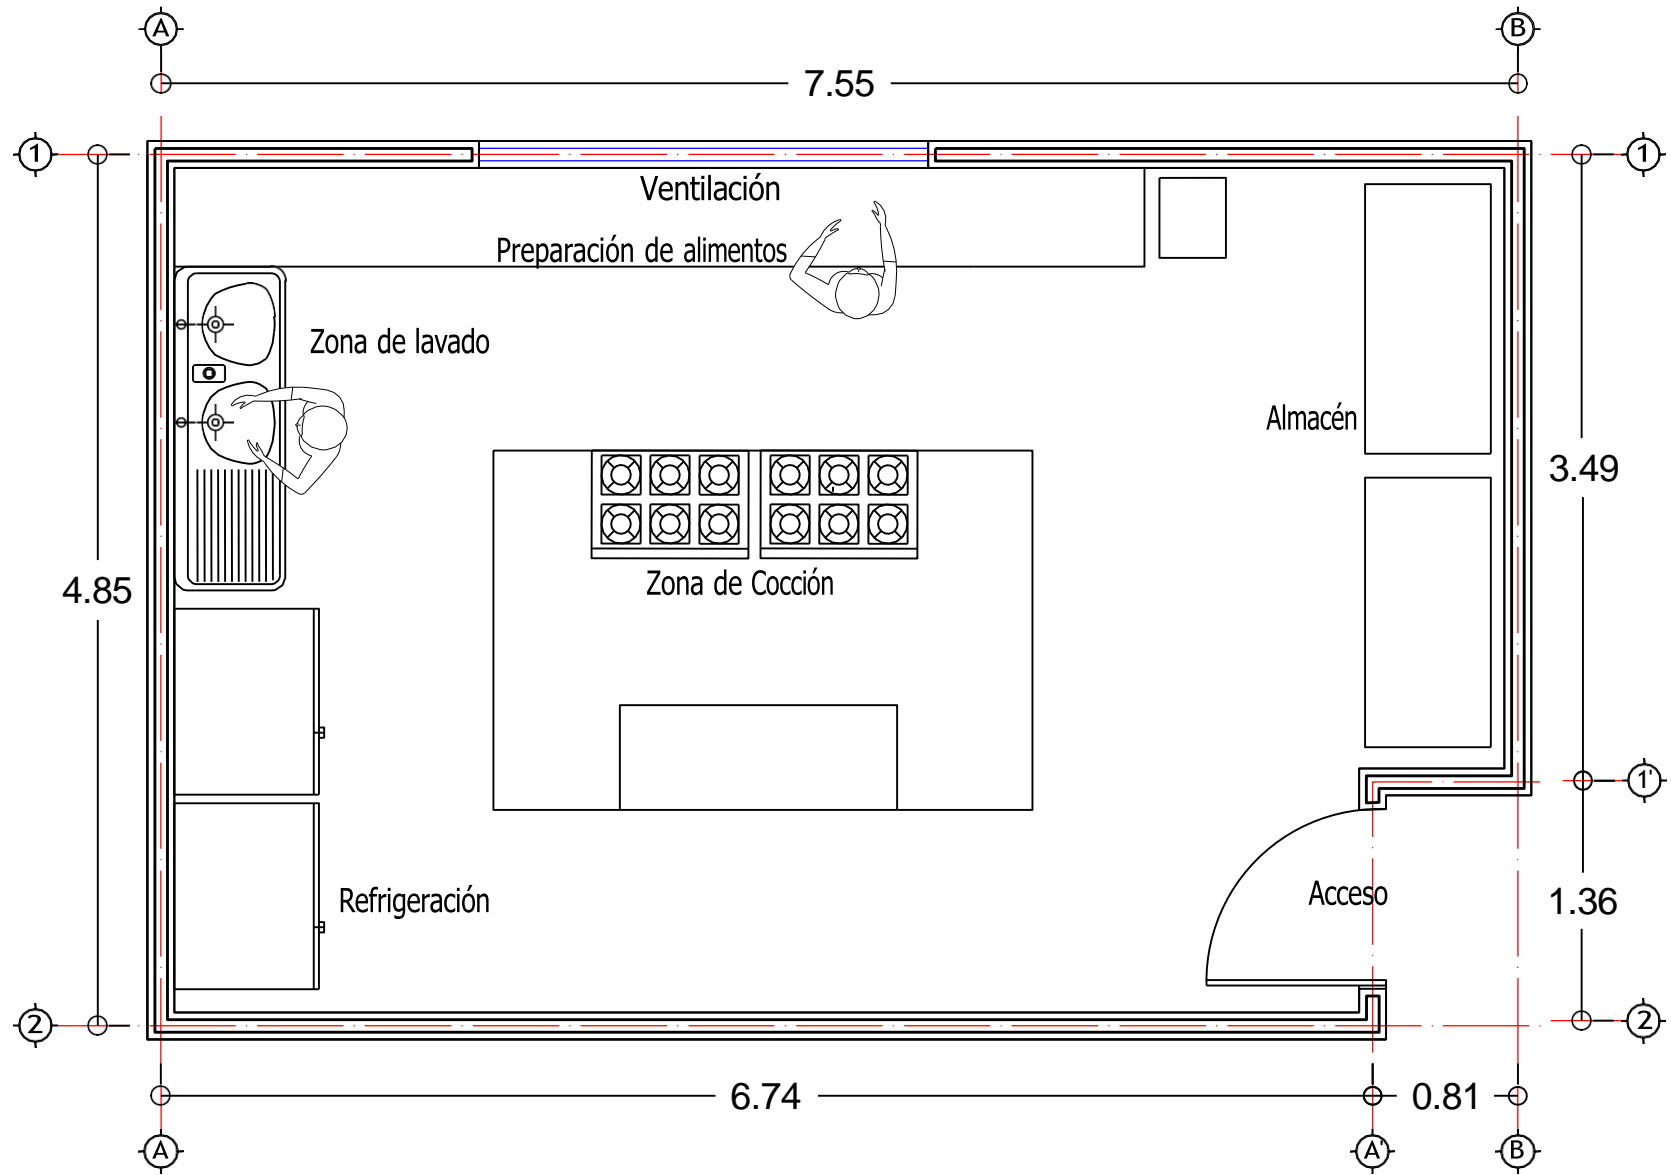 A
B
7.55
1
1
Ventilación
Preparación de alimentos
Zona de lavado
Almacén
3.49
4.85
Zona de Cocción
1'
Refrigeración
Acceso
1.36
2
2
6.74
0.81
A
A'
B